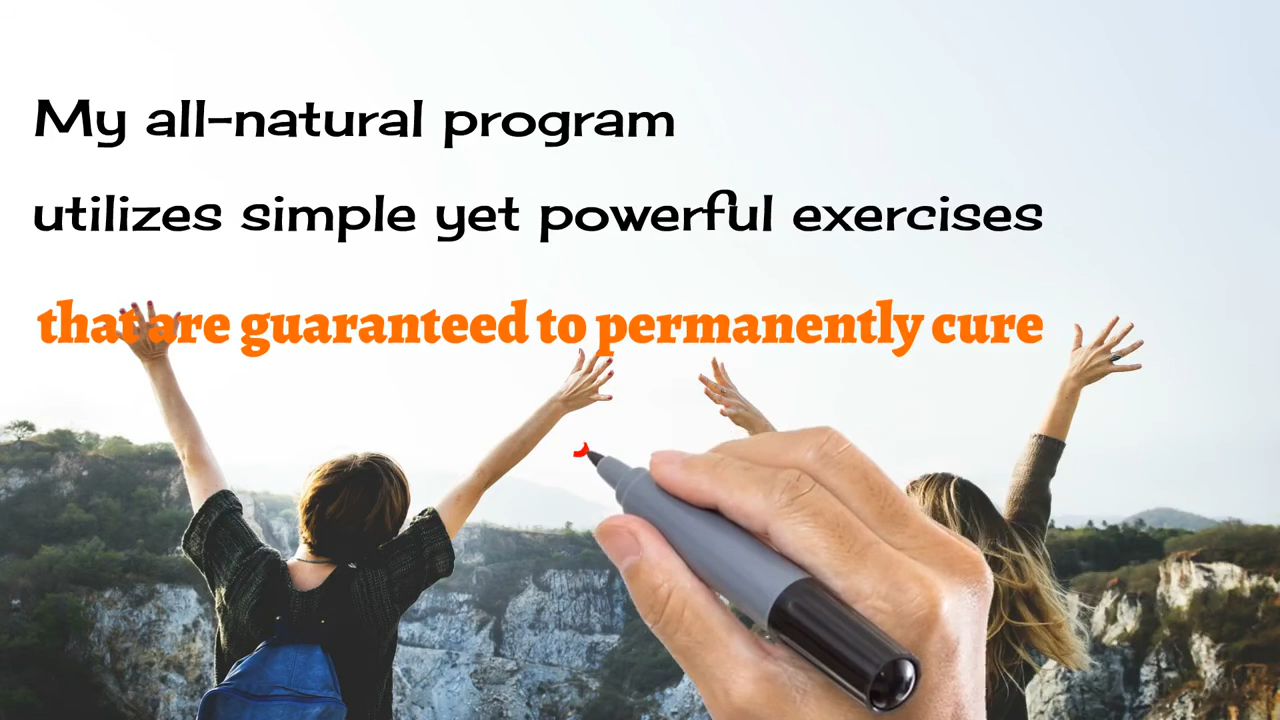 My all-natural program
utilizes simple yet powerful exercises
that are guaranteed to permanently cure